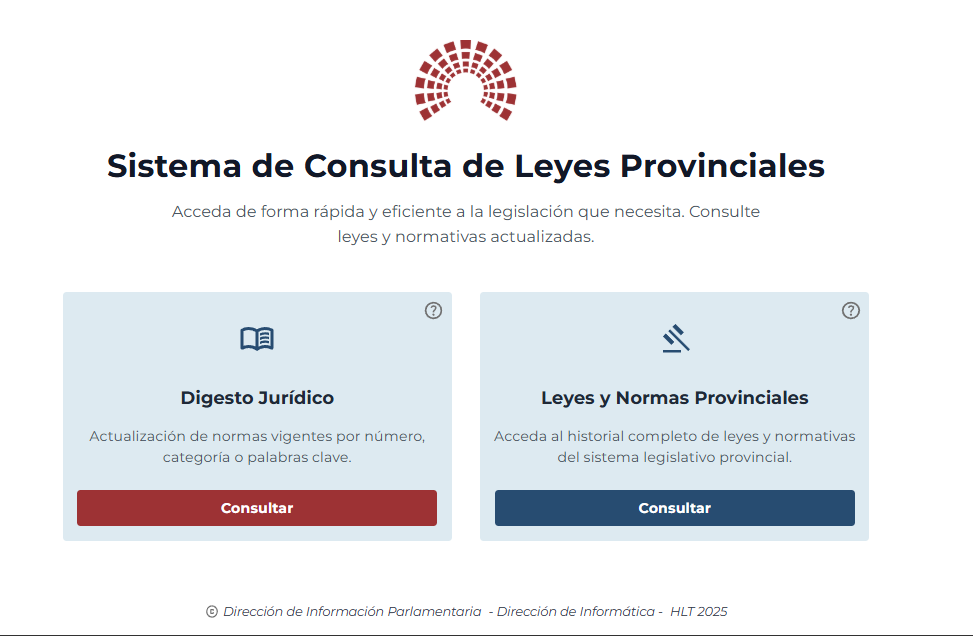 Sistema de Consulta de Leyes Provinciales
Acceda de forma rápida y eficiente a la legislación que necesita. Consulte
leyes y normativas actualizadas.
?
Digesto Jurídico
Actualización de normas vigentes por número,
categoría o palabras clave.
Consultar
?
Leyes y Normas Provinciales
Acceda al historial completo de leyes y normativas
del sistema legislativo provincial.
Consultar
© Dirección de Información Parlamentaria - Dirección de Informática - HLT 2025